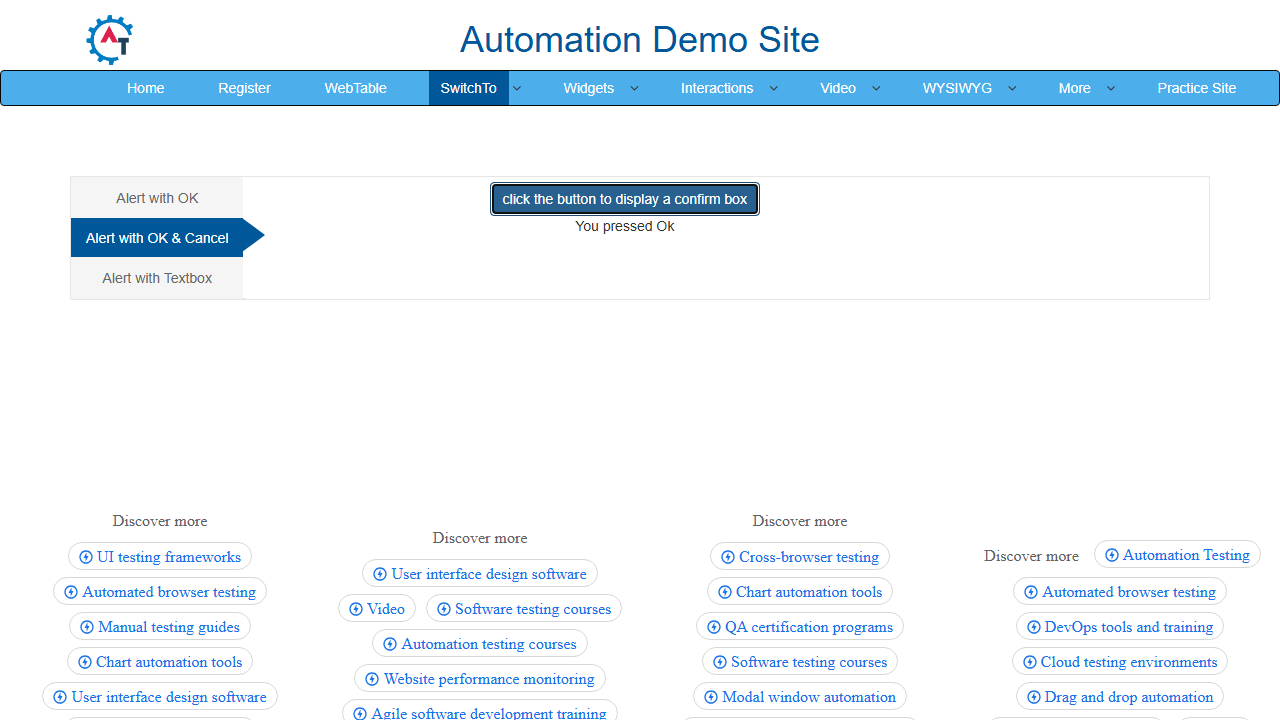 AT
Automation Demo Site
Home Register WebTable SwitchTo Widgets Interactions Video WYSIWYG More Practice Site
Alert with OK
Alert with OK & Cancel
Alert with Textbox
click the button to display a confirm box
You pressed Ok
Discover more
UI testing frameworks
Automated browser testing
Manual testing guides
Chart automation tools
User interface design software
Discover more
User interface design software
Video Software testing courses
Automation testing courses
Website performance monitoring
Agile software development training
Discover more
Cross-browser testing
Chart automation tools
QA certification programs
Software testing courses
Modal window automation
Discover more Automation Testing
Automated browser testing
DevOps tools and training
Cloud testing environments
Drag and drop automation